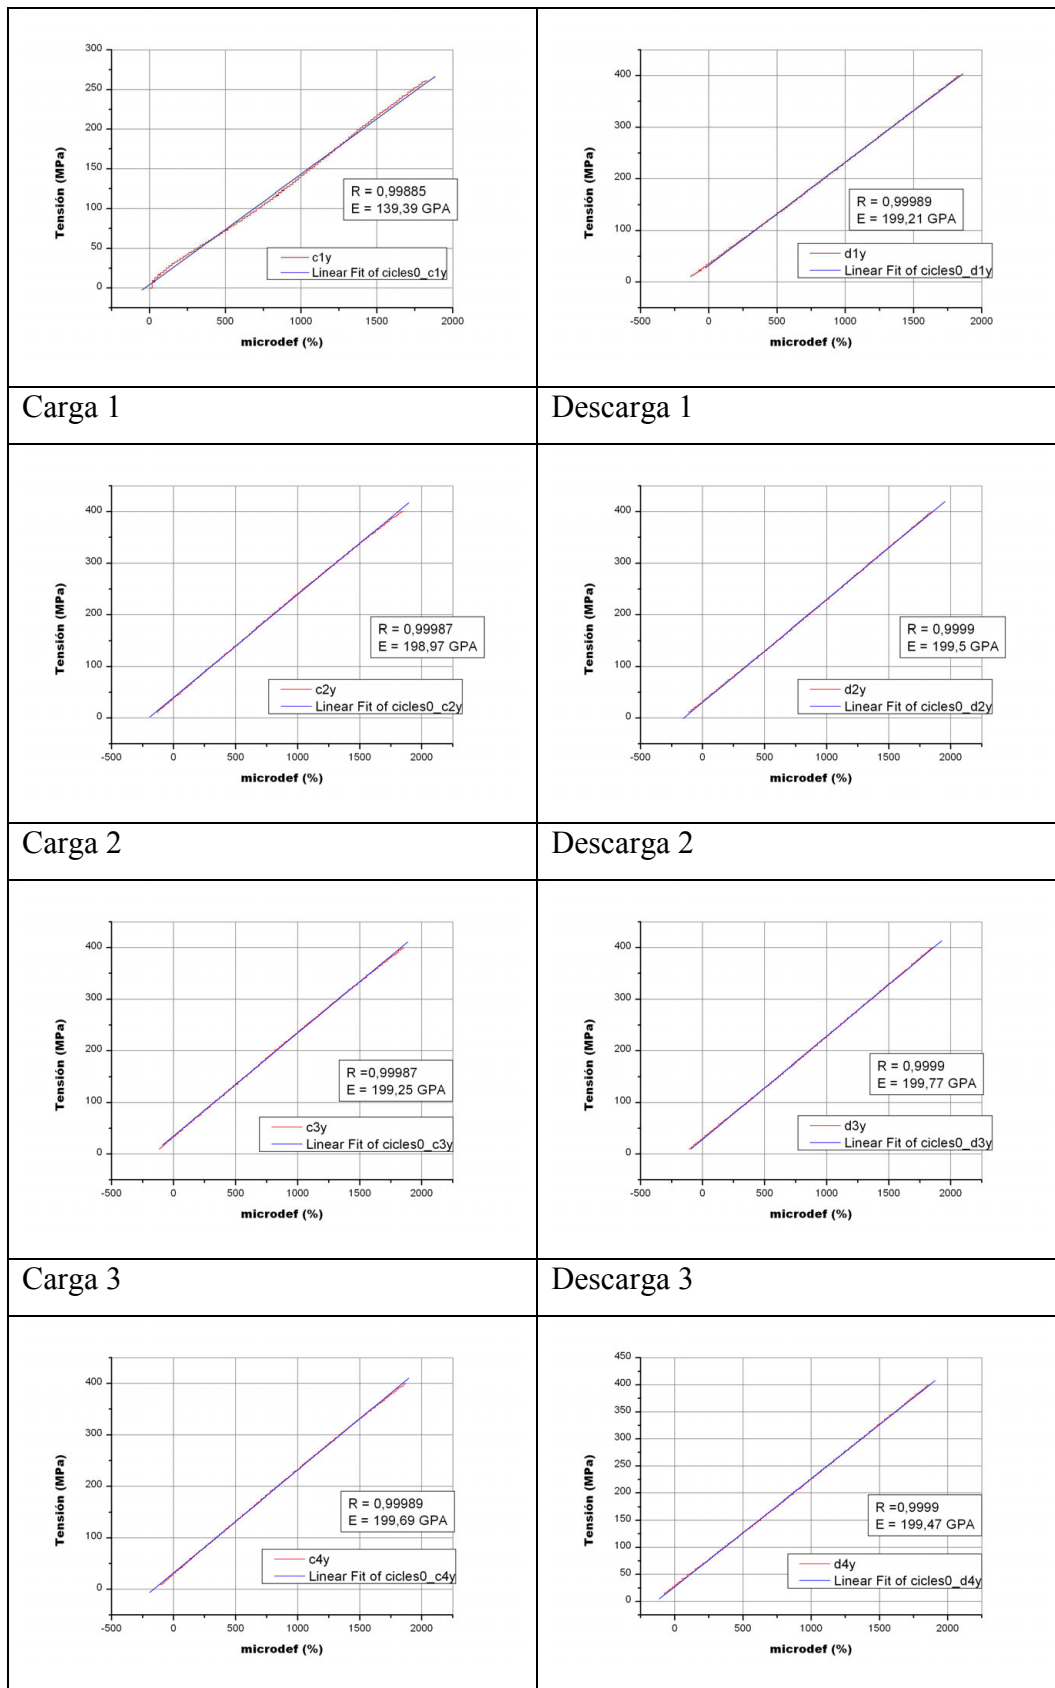 300
250
200
150
100
50
0
Tensión (MPa)
R = 0,99885
E = 139,39 GPA
c1y
Linear Fit of cicles0_c1y
0
500
1000
1500
2000
microdef (%)
400
300
200
100
0
Tensión (MPa)
R = 0,99989
E = 199,21 GPA
d1y
Linear Fit of cicles0_d1y
-500
0
500
1000
1500
2000
microdef (%)
Carga 1
Descarga 1
400
300
200
100
0
Tensión (MPa)
R = 0,99987
E = 198,97 GPA
c2y
Linear Fit of cicles0_c2y
-500
0
500
1000
1500
2000
microdef (%)
400
300
200
100
0
Tensión (MPa)
R = 0,9999
E = 199,5 GPA
d2y
Linear Fit of cicles0_d2y
-500
0
500
1000
1500
2000
microdef (%)
Carga 2
Descarga 2
400
300
200
100
0
Tensión (MPa)
R =0,99987
E = 199,25 GPA
c3y
Linear Fit of cicles0_c3y
-500
0
500
1000
1500
2000
microdef (%)
400
300
200
100
0
Tensión (MPa)
R = 0,9999
E = 199,77 GPA
d3y
Linear Fit of cicles0_d3y
-500
0
500
1000
1500
2000
microdef (%)
Carga 3
Descarga 3
400
300
200
100
0
Tensión (MPa)
R = 0,99989
E = 199,69 GPA
c4y
Linear Fit of cicles0_c4y
-500
0
500
1000
1500
2000
microdef (%)
450
400
350
300
250
200
150
100
50
0
Tensión (MPa)
R =0,9999
E = 199,47 GPA
d4y
Linear Fit of cicles0_d4y
0
500
1000
1500
2000
microdef (%)